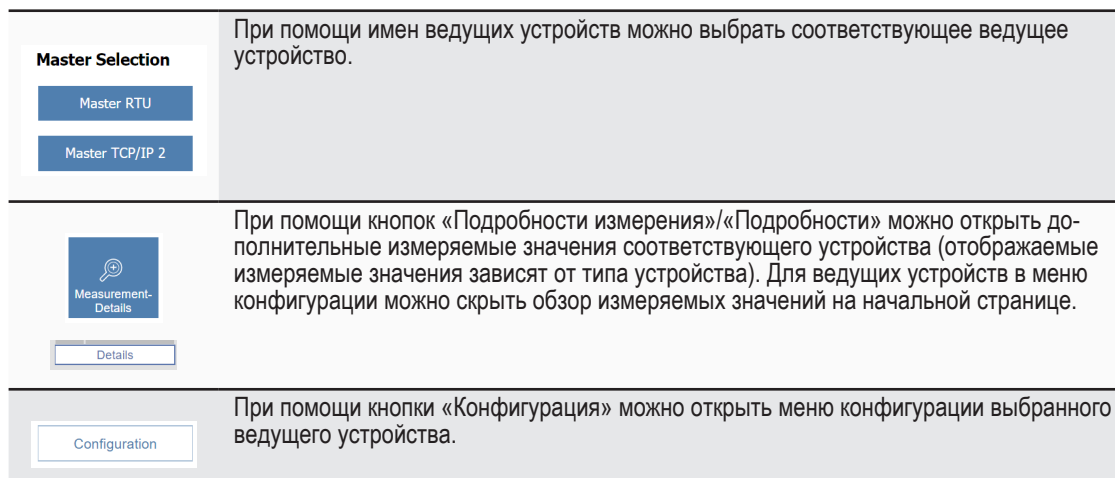 Master Selection
Master RTU
Master TCP/IP 2
При помощи имен ведущих устройств можно выбрать соответствующее ведущее
устройство.
Measurement-
Details
Details
При помощи кнопок «Подробности измерения»/«Подробности» можно открыть до-
полнительные измеряемые значения соответствующего устройства (отображаемые
измеряемые значения зависят от типа устройства). Для ведущих устройств в меню
конфигурации можно скрыть обзор измеряемых значений на начальной странице.
Configuration
При помощи кнопки «Конфигурация» можно открыть меню конфигурации выбранного
ведущего устройства.